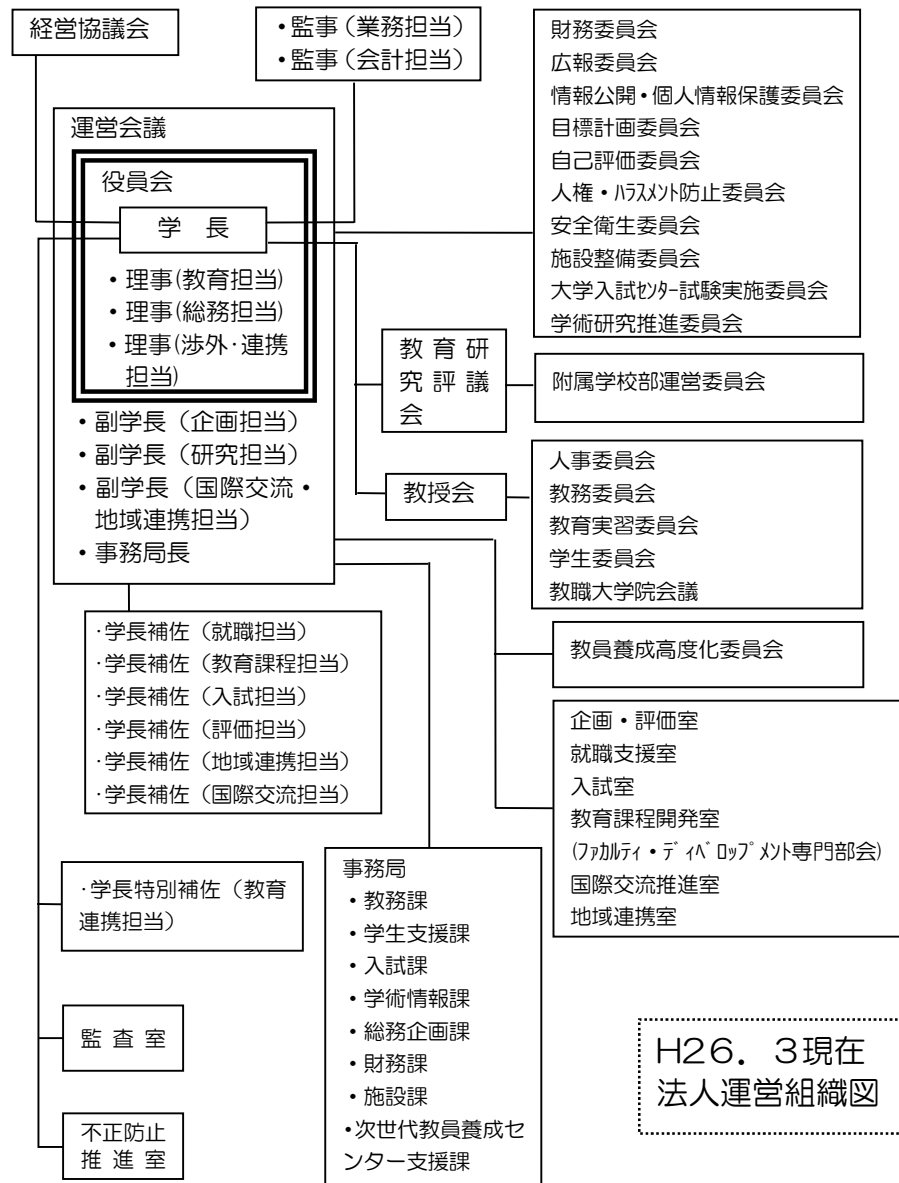 経営協議会
・監事（業務担当）
・監事（会計担当）
財務委員会
広報委員会
情報公開・個人情報保護委員会
目標計画委員会
自己評価委員会
人権・ﾊﾗｽﾒﾝﾄ防止委員会
安全衛生委員会
施設整備委員会
大学入試ｾﾝﾀｰ試験実施委員会
学術研究推進委員会
運営会議
役員会
学　長
・理事(教育担当)
・理事(総務担当)
・理事(渉外･連携
担当)
・副学長（企画担当）
・副学長（研究担当）
・副学長（国際交流・
地域連携担当）
・事務局長
教 育 研
究 評 議
会
附属学校部運営委員会
教授会
人事委員会
教務委員会
教育実習委員会
学生委員会
教職大学院会議
･学長補佐（就職担当）
･学長補佐（教育課程担当）
･学長補佐（入試担当）
･学長補佐（評価担当）
･学長補佐（地域連携担当）
･学長補佐（国際交流担当）
教員養成高度化委員会
企画・評価室
就職支援室
入試室
教育課程開発室
(ﾌｧｶﾙﾃｨ・ﾃﾞｨﾍﾞﾛｯﾌﾟﾒﾝﾄ専門部会)
国際交流推進室
地域連携室
･学長特別補佐（教育
連携担当）
監 査 室
不正防止
推 進 室
事務局
・教務課
・学生支援課
・入試課
・学術情報課
・総務企画課
・財務課
・施設課
・次世代教員養成セ
ンター支援課
H26．3現在
法人運営組織図